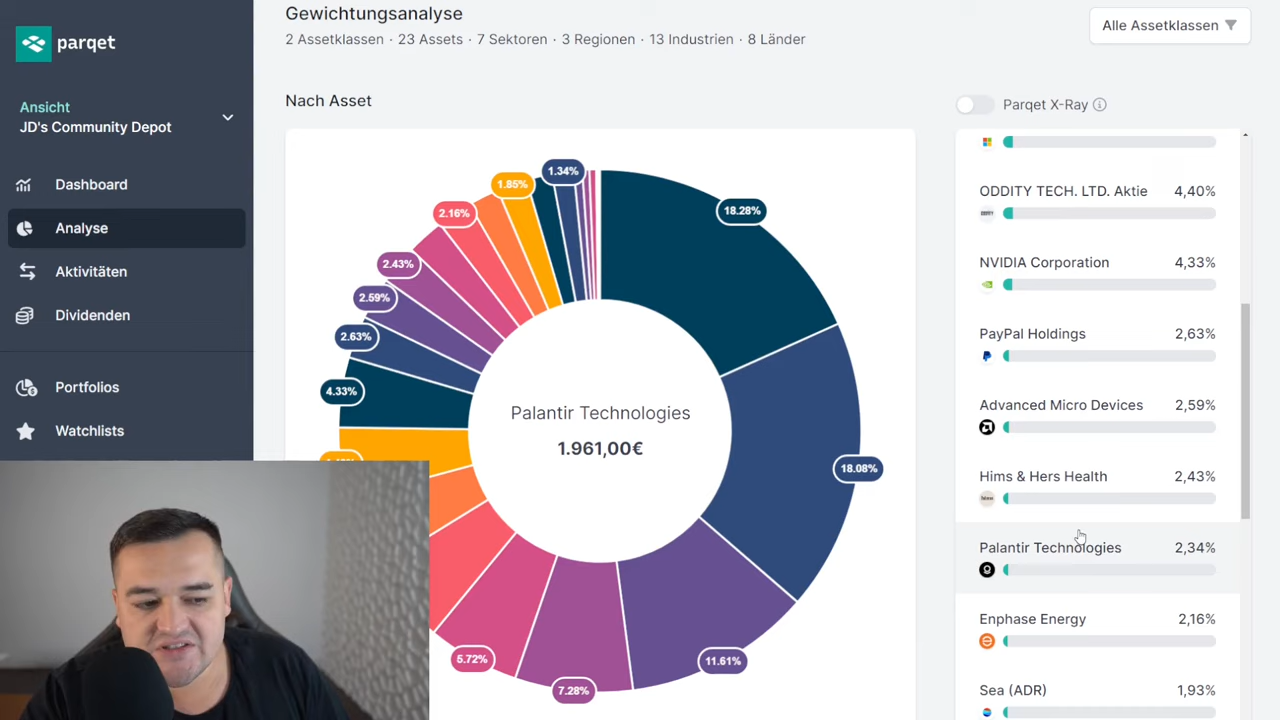 parqet
Ansicht
JD's Community Depot
Dashboard
Analyse
Aktivitäten
Dividenden
Portfolios
Watchlists
Gewichtungsanalyse
2 Assetklassen · 23 Assets · 7 Sektoren · 3 Regionen · 13 Industrien · 8 Länder
Alle Assetklassen
Nach Asset
Parqet X-Ray
1.34%
1.85%
2.16%
2.43%
2.59%
2.63%
4.33%
18.28%
18.08%
11.61%
7.28%
5.72%
Palantir Technologies
1.961,00€
ODDITY TECH. LTD. Aktie 4,40%
NVIDIA Corporation 4,33%
PayPal Holdings 2,63%
Advanced Micro Devices 2,59%
Hims & Hers Health 2,43%
Palantir Technologies 2,34%
Enphase Energy 2,16%
Sea (ADR) 1,93%